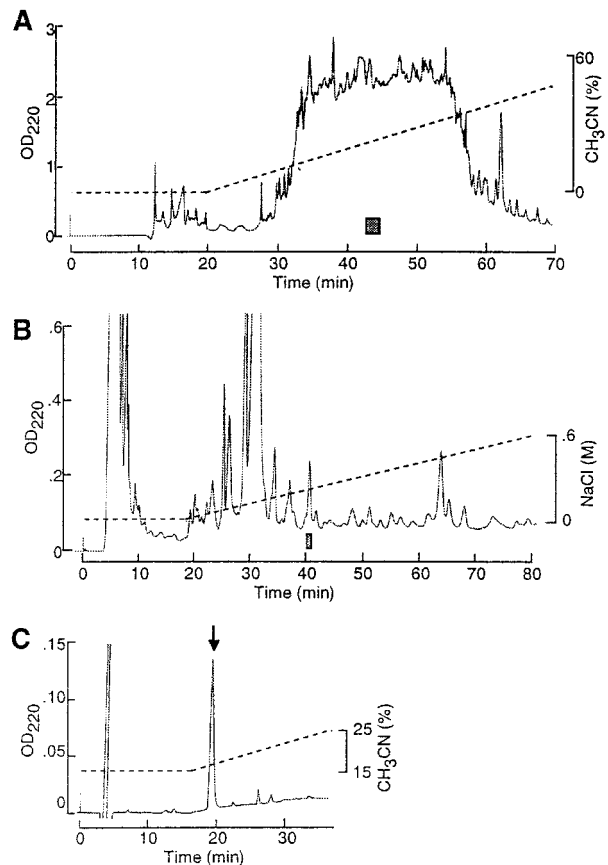 A
3
2
1
0
OD220
60
0
CH3CN (%)
0 10 20 30 40 50 60 70
Time (min)
B
.6
.4
.2
0
OD220
.6
0
NaCl (M)
0 10 20 30 40 50 60 70 80
Time (min)
C
.15
.10
.05
0
OD220
25
15
CH3CN (%)
0 10 20 30
Time (min)